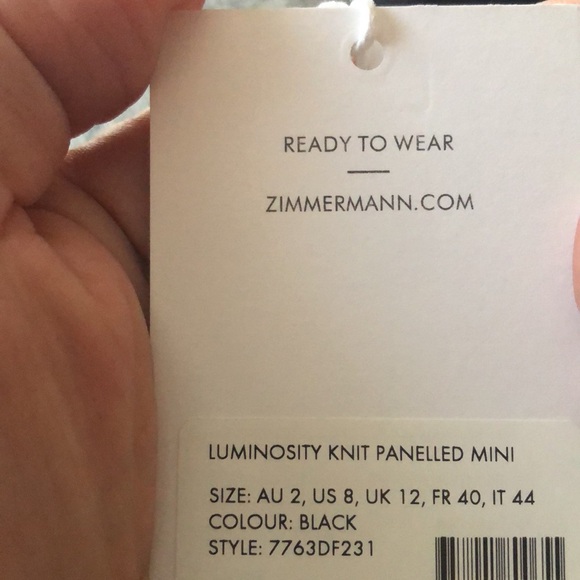 READY TO WEAR
ZIMMERMANN.COM
LUMINOSITY KNIT PANELLED MINI
SIZE: AU 2, US 8, UK 12, FR 40, IT 44
COLOUR: BLACK
STYLE: 7763DF231